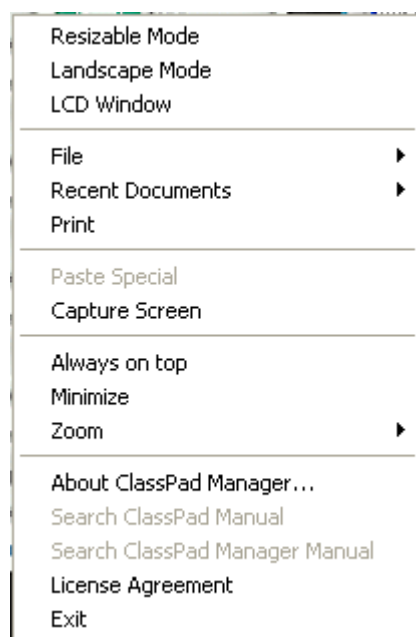 Resizable Mode
Landscape Mode
LCD Window
File
Recent Documents
Print
Paste Special
Capture Screen
Always on top
Minimize
Zoom
About ClassPad Manager...
Search ClassPad Manual
Search ClassPad Manager Manual
License Agreement
Exit